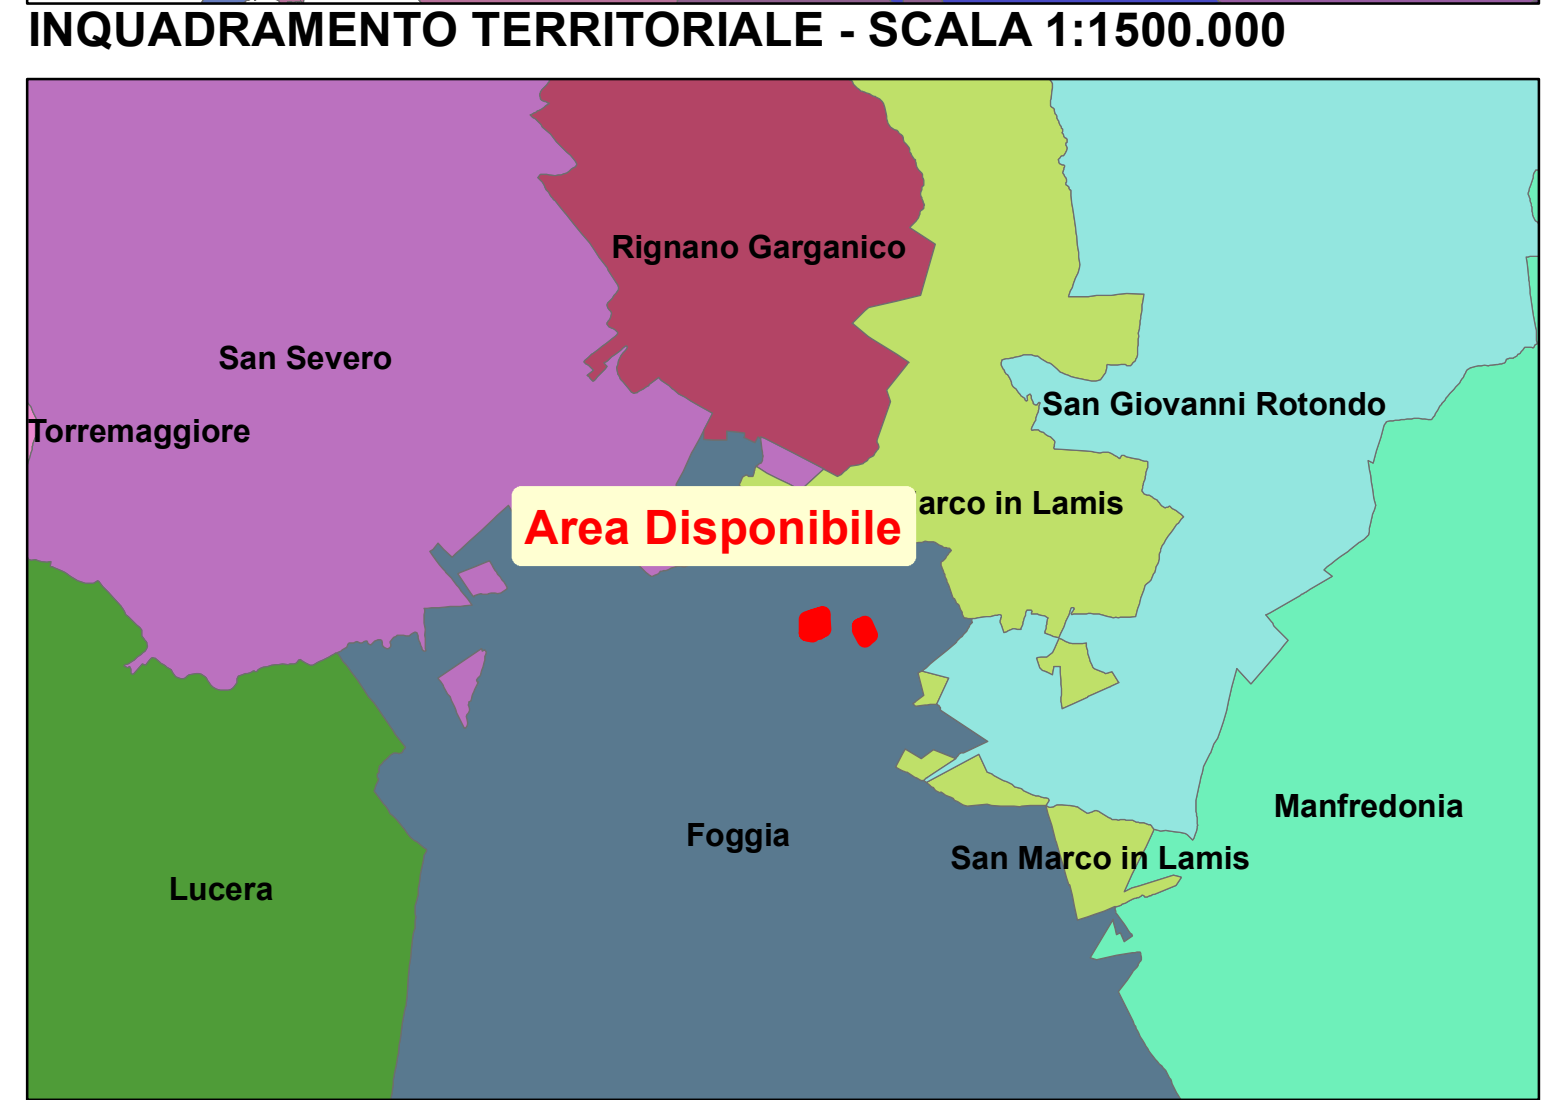 INQUADRAMENTO TERRITORIALE - SCALA 1:1500.000
Rignano Garganico
San Severo
San Giovanni Rotondo
Torremaggiore
arco in Lamis
Area Disponibile
Manfredonia
Foggia
San Marco in Lamis
Lucera